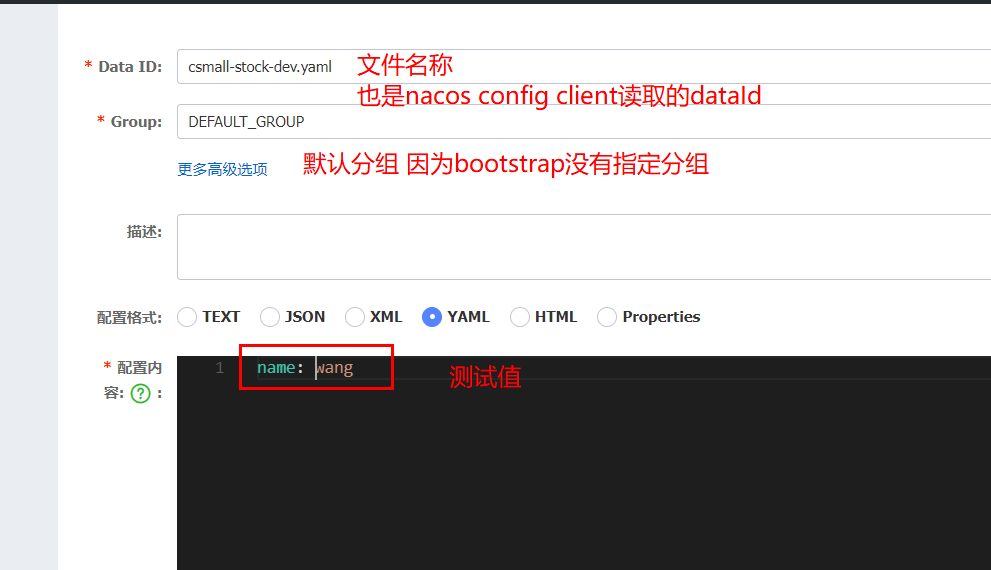 * Data ID: csmall-stock-dev.yaml 文件名称
也是nacos config client读取的dataId
* Group: DEFAULT_GROUP
更多高级选项 默认分组 因为bootstrap没有指定分组
描述:
配置格式: TEXT JSON XML YAML HTML Properties
* 配置内 1 name: wang 测试值
容: ? :